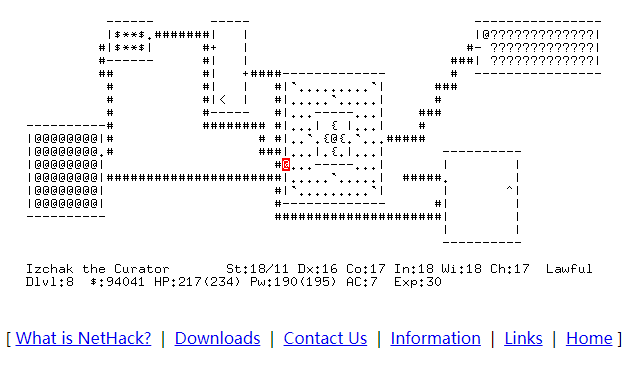 ------        -----                                  -------------------
|$**$.#######|   |                                  |@?????????????|
#|$**$|       #+   |                                #- ?????????????|
#------       #|   |                              ###| ?????????????|
##             #|   +####---------------          #  -------------------
#             #|   |   #|`.........`|        ###
#             #|<  |   #|.....`.....|        #
#             #-----   #|...-----...|      ###
------------#             ########## #|...| { |...|      #
|@@@@@@@@|#                      # #|..`.{@{.`...#####
|@@@@@@@@.#                      ###|...|.{.|...|         ------------
|@@@@@@@@|                         #@...-----...|         |          |
|@@@@@@@@|###########################|.....`.....|  #####.          |
|@@@@@@@@|                         #|`.........`|         |         ^|
|@@@@@@@@|                         #---------------       #|          |
------------                         ##########################|          |
|          |
------------
Izchak the Curator        St:18/11 Dx:16 Co:17 In:18 Wi:18 Ch:17  Lawful
Dlvl:8  $:94041 HP:217(234) Pw:190(195) AC:7  Exp:30
[ What is NetHack? | Downloads | Contact Us | Information | Links | Home ]